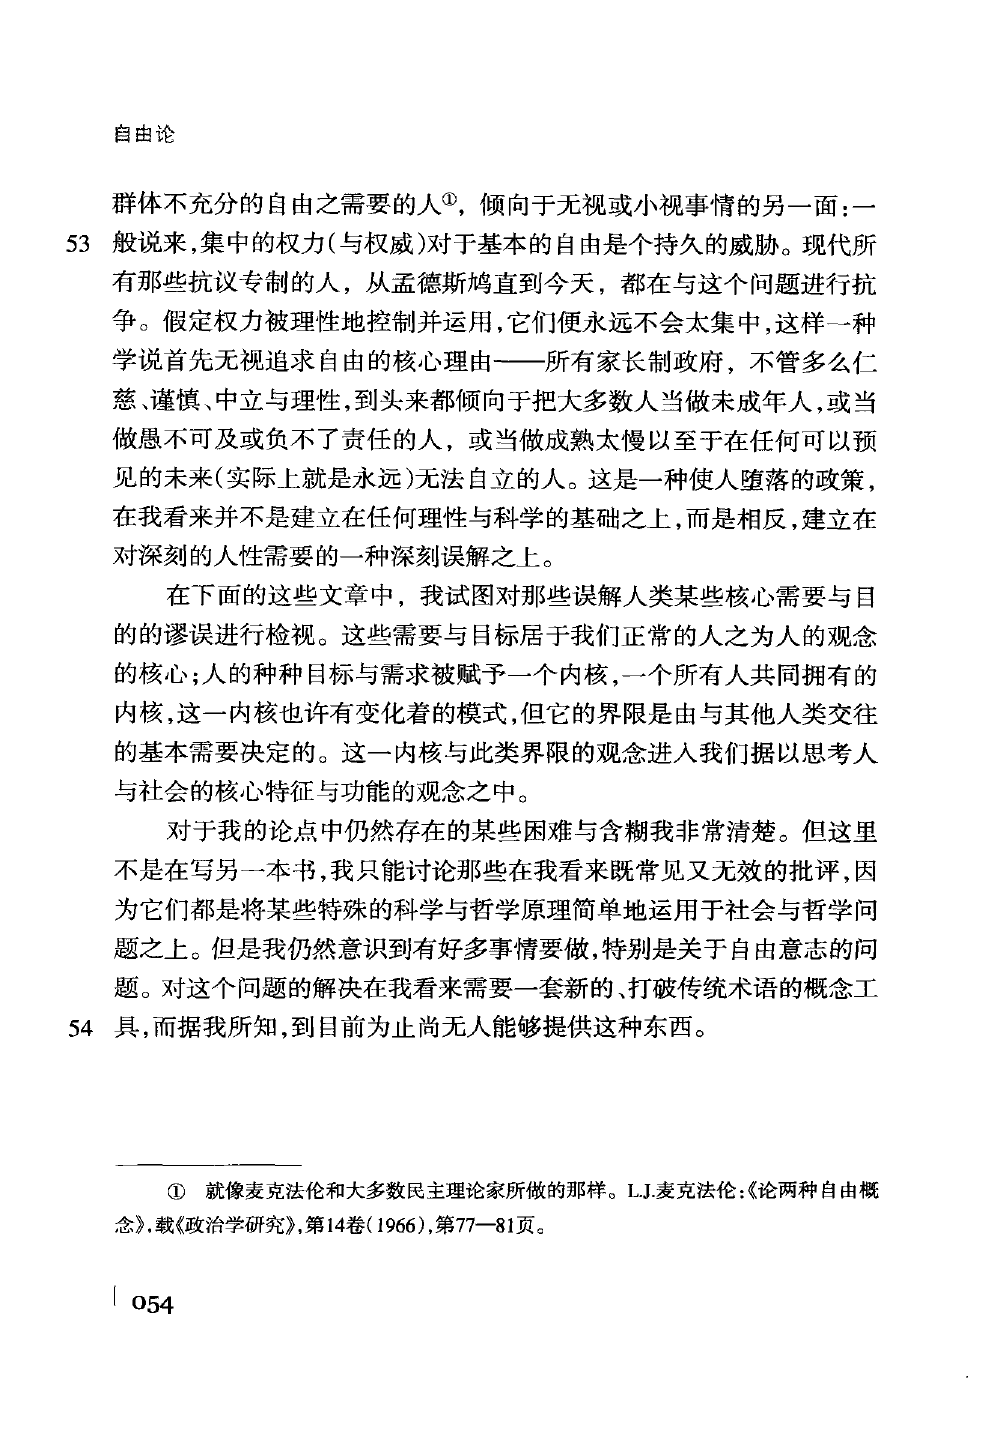 自由论
群体不充分的自由之需要的人①，倾向于无视或小视事情的另一面：一
53 般说来，集中的权力（与权威）对于基本的自由是个持久的威胁。现代所
有那些抗议专制的人，从孟德斯鸠直到今天，都在与这个问题进行抗
争。假定权力被理性地控制并运用，它们便永远不会太集中，这样一种
学说首先无视追求自由的核心理由——所有家长制政府，不管多么仁
慈、谨慎、中立与理性，到头来都倾向于把大多数人当做未成年人，或当
做愚不可及或负不了责任的人，或当做成熟太慢以至于在任何可以预
见的未来（实际上就是永远）无法自立的人。这是一种使人堕落的政策，
在我看来并不是建立在任何理性与科学的基础之上，而是相反，建立在
对深刻的人性需要的一种深刻误解之上。
在下面的这些文章中，我试图对那些误解人类某些核心需要与目
的的谬误进行检视。这些需要与目标居于我们正常的人之为人的观念
的核心；人的种种目标与需求被赋予一个内核，一个所有人共同拥有的
内核，这一内核也许有变化着的模式，但它的界限是由与其他人类交往
的基本需要决定的。这一内核与此类界限的观念进入我们据以思考人
与社会的核心特征与功能的观念之中。
对于我的论点中仍然存在的某些困难与含糊我非常清楚。但这里
不是在写另一本书，我只能讨论那些在我看来既常见又无效的批评，因
为它们都是将某些特殊的科学与哲学原理简单地运用于社会与哲学问
题之上。但是我仍然意识到有好多事情要做，特别是关于自由意志的问
题。对这个问题的解决在我看来需要一套新的、打破传统术语的概念工
54 具，而据我所知，到目前为止尚无人能够提供这种东西。
① 就像麦克法伦和大多数民主理论家所做的那样。L.J.麦克法伦：《论两种自由概
念》，载《政治学研究》，第14卷（1966），第77—81页。
054